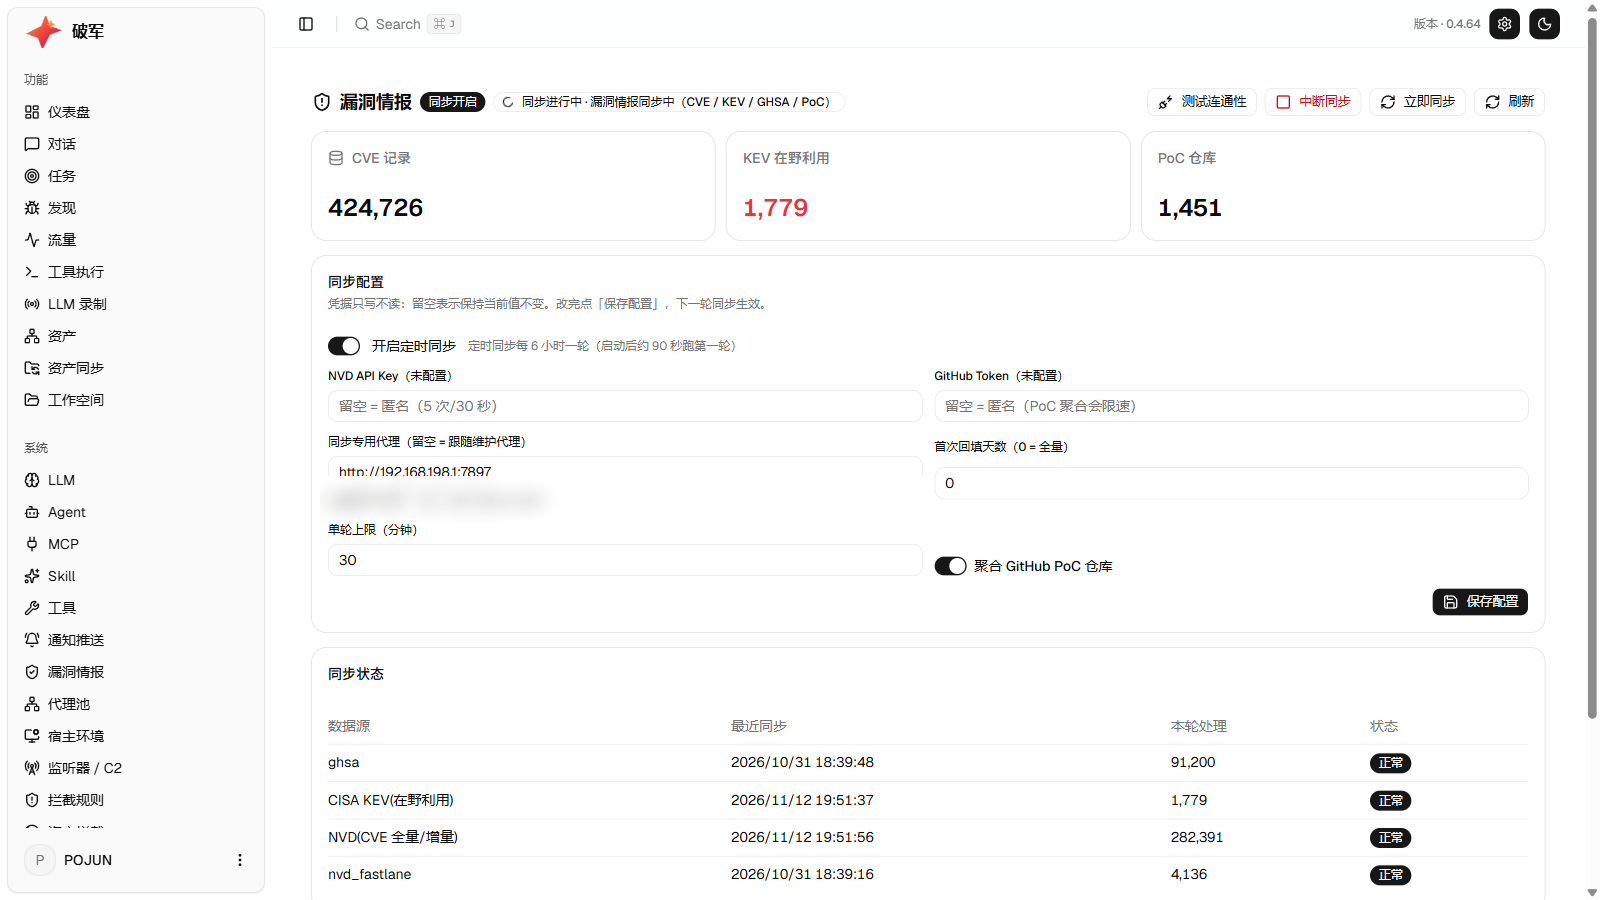 破军
功能
仪表盘
对话
任务
发现
流量
工具执行
LLM 录制
资产
资产同步
工作空间
系统
LLM
Agent
MCP
Skill
工具
通知推送
漏洞情报
代理池
宿主环境
监听器 / C2
拦截规则
P POJUN
Search ⌘ J
版本 · 0.4.64
漏洞情报 同步开启 同步进行中 · 漏洞情报同步中（CVE / KEV / GHSA / PoC）
测试连通性 中断同步 立即同步 刷新
CVE 记录
424,726
KEV 在野利用
1,779
PoC 仓库
1,451
同步配置
凭据只写不读：留空表示保持当前值不变。改完点「保存配置」，下一轮同步生效。
开启定时同步 定时同步每 6 小时一轮（启动后约 90 秒跑第一轮）
NVD API Key（未配置）
留空 = 匿名（5 次/30 秒）
GitHub Token（未配置）
留空 = 匿名（PoC 聚合会限速）
同步专用代理（留空 = 跟随维护代理）
http://192.168.198.1:7897
首次回填天数（0 = 全量）
0
单轮上限（分钟）
30
聚合 GitHub PoC 仓库
保存配置
同步状态
数据源 最近同步 本轮处理 状态
ghsa 2026/10/31 18:39:48 91,200 正常
CISA KEV(在野利用) 2026/11/12 19:51:37 1,779 正常
NVD(CVE 全量/增量) 2026/11/12 19:51:56 282,391 正常
nvd_fastlane 2026/10/31 18:39:16 4,136 正常